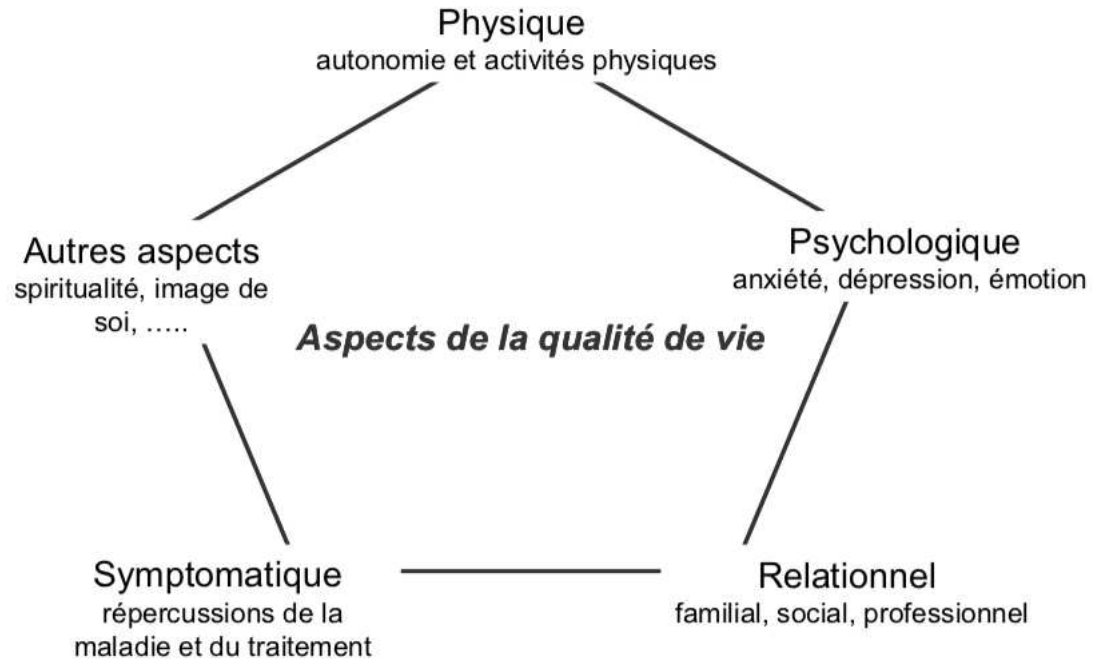 Physique
autonomie et activités physiques
Autres aspects
spiritualité, image de
soi, .....
Psychologique
anxiété, dépression, émotion
Aspects de la qualité de vie
Symptomatique
répercussions de la
maladie et du traitement
Relationnel
familial, social, professionnel